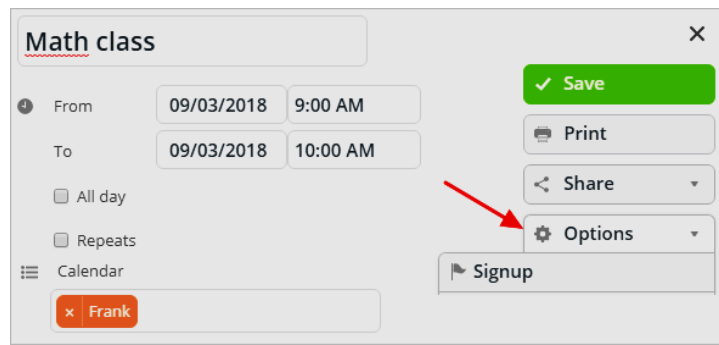 Math class
Save
From 09/03/2018 9:00 AM
Print
To 09/03/2018 10:00 AM
Share
All day
Options
Repeats
Calendar
Signup
× Frank